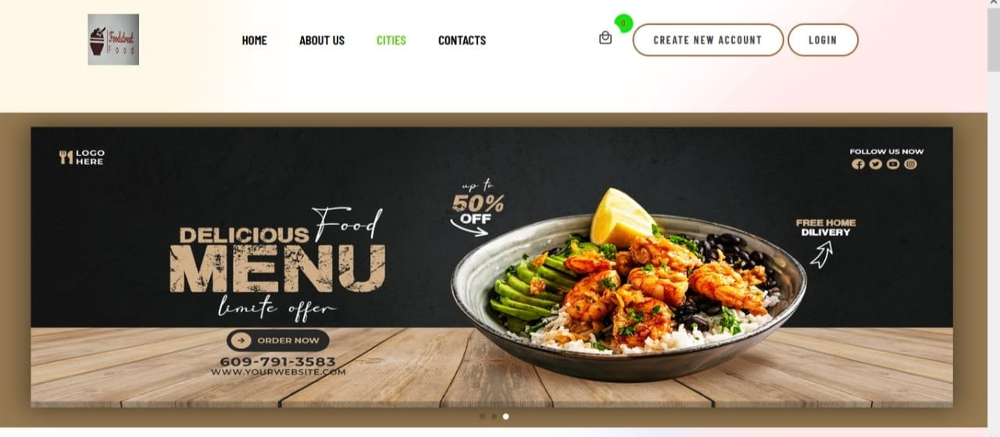 Foodstreet
Food
HOME
ABOUT US
CITIES
CONTACTS
0
CREATE NEW ACCOUNT
LOGIN
LOGO
HERE
FOLLOW US NOW
up to
50%
OFF
FREE HOME
DILIVERY
DELICIOUS Food
MENU
limite offer
ORDER NOW
609-791-3583
WWW.YOURWEBSITE.COM